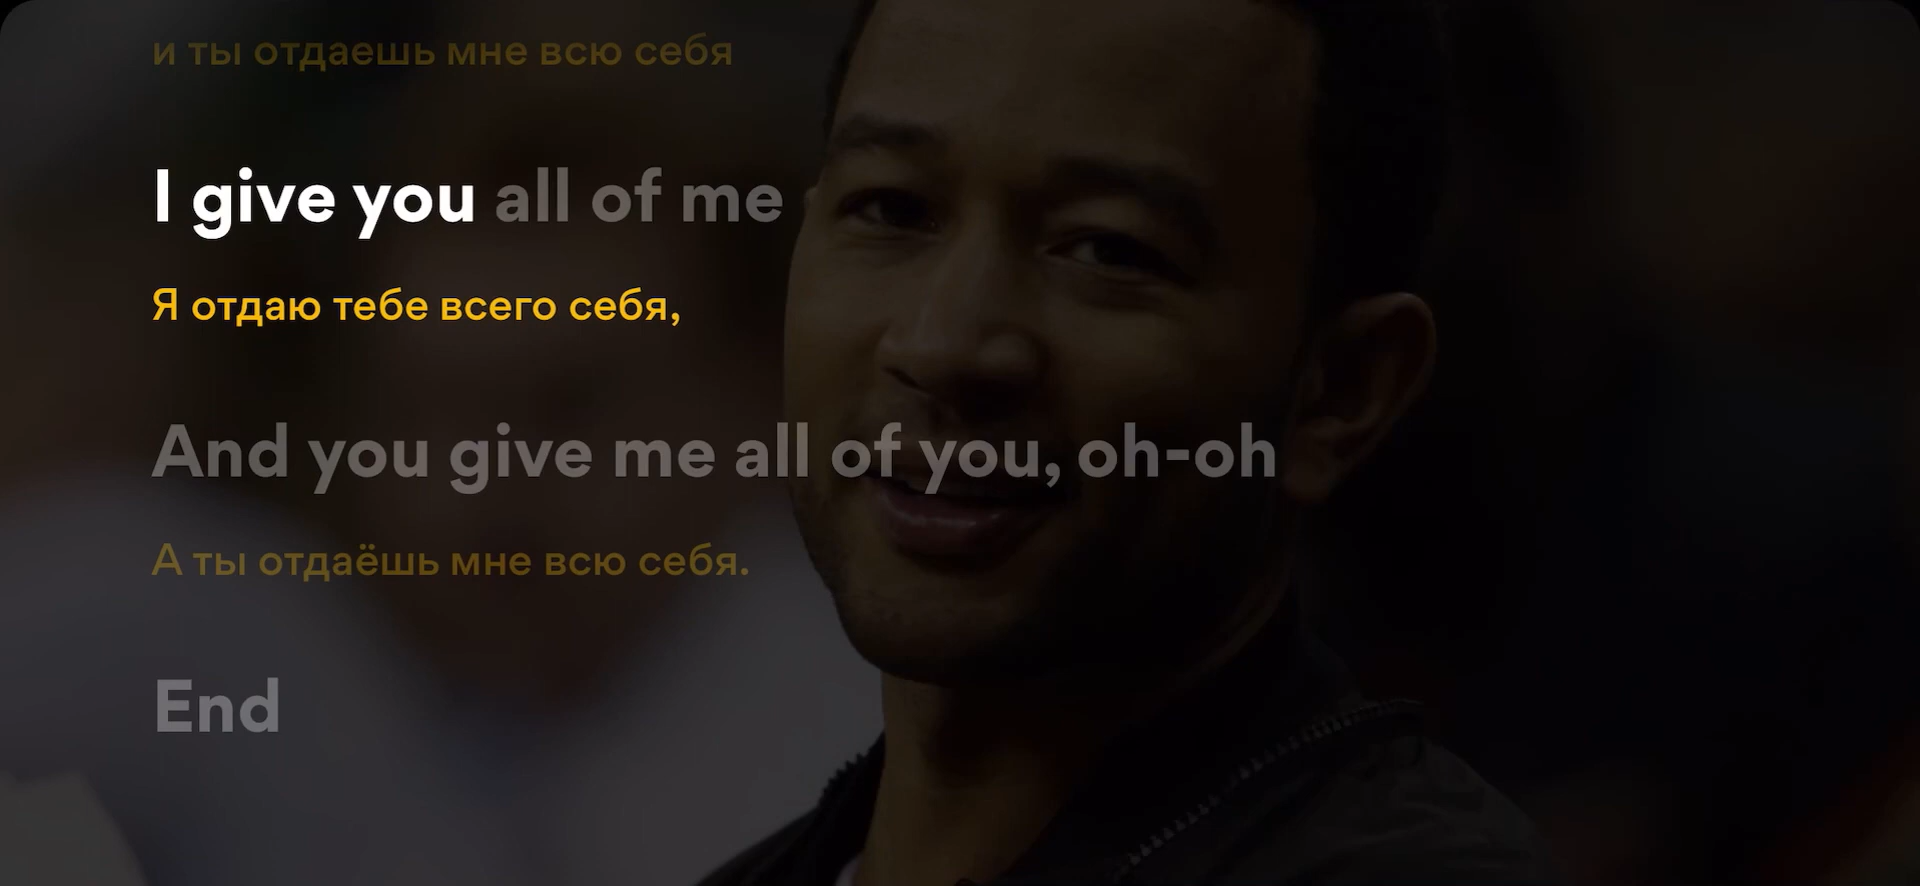 и ты отдаешь мне всю себя
I give you all of me
Я отдаю тебе всего себя,
And you give me all of you, oh-oh
А ты отдаёшь мне всю себя.
End